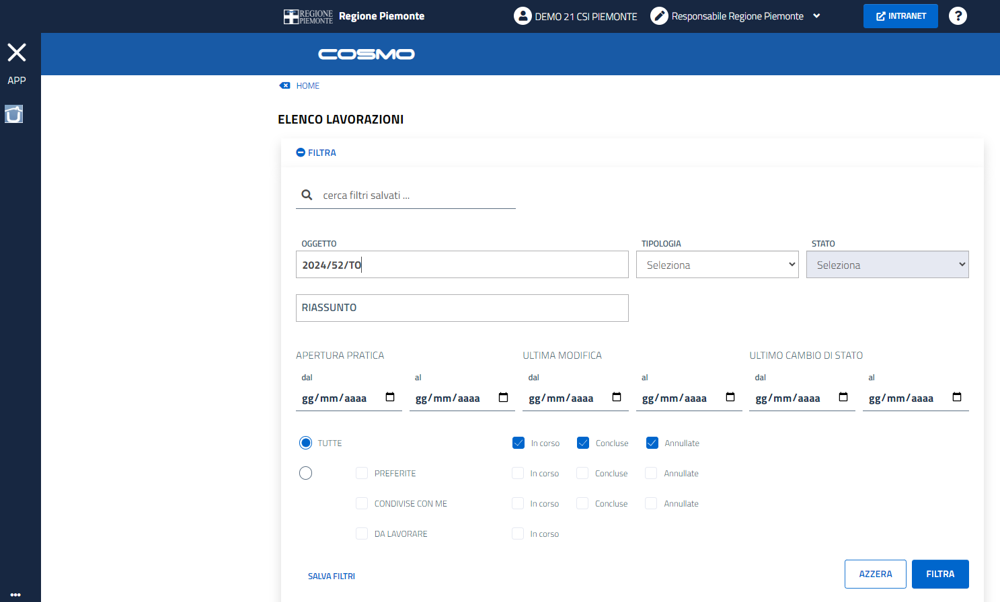 REGIONE PIEMONTE Regione Piemonte DEMO 21 CSI PIEMONTE Responsabile Regione Piemonte INTRANET ?
COSMO
APP
HOME
ELENCO LAVORAZIONI
FILTRA
cerca filtri salvati ...
OGGETTO TIPOLOGIA STATO
2024/52/TO Seleziona Seleziona
RIASSUNTO
APERTURA PRATICA ULTIMA MODIFICA ULTIMO CAMBIO DI STATO
dal al dal al dal al
gg/mm/aaaa gg/mm/aaaa gg/mm/aaaa gg/mm/aaaa gg/mm/aaaa gg/mm/aaaa
TUTTE In corso Concluse Annullate
PREFERITE In corso Concluse Annullate
CONDIVISE CON ME In corso Concluse Annullate
DA LAVORARE In corso
SALVA FILTRI AZZERA FILTRA